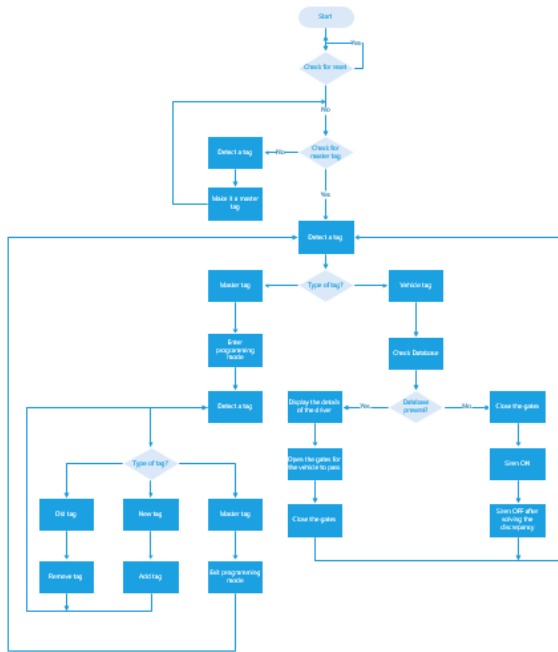 Start
Yes
Check for reset
No
Check for
master tag
No
Detect a tag
Make it a master
tag
Yes
Detect a tag
Master tag
Type of tag?
Vehicle tag
Enter
programming
mode
Check Database
Detect a tag
Display the details
of the driver
Yes
Database
present?
No
Close the gates
Type of tag?
Open the gates for
the vehicle to pass
Siren ON
Old tag
New tag
Master tag
Close the gates
Siren OFF after
solving the
discrepancy
Remove tag
Add tag
Exit programming
mode